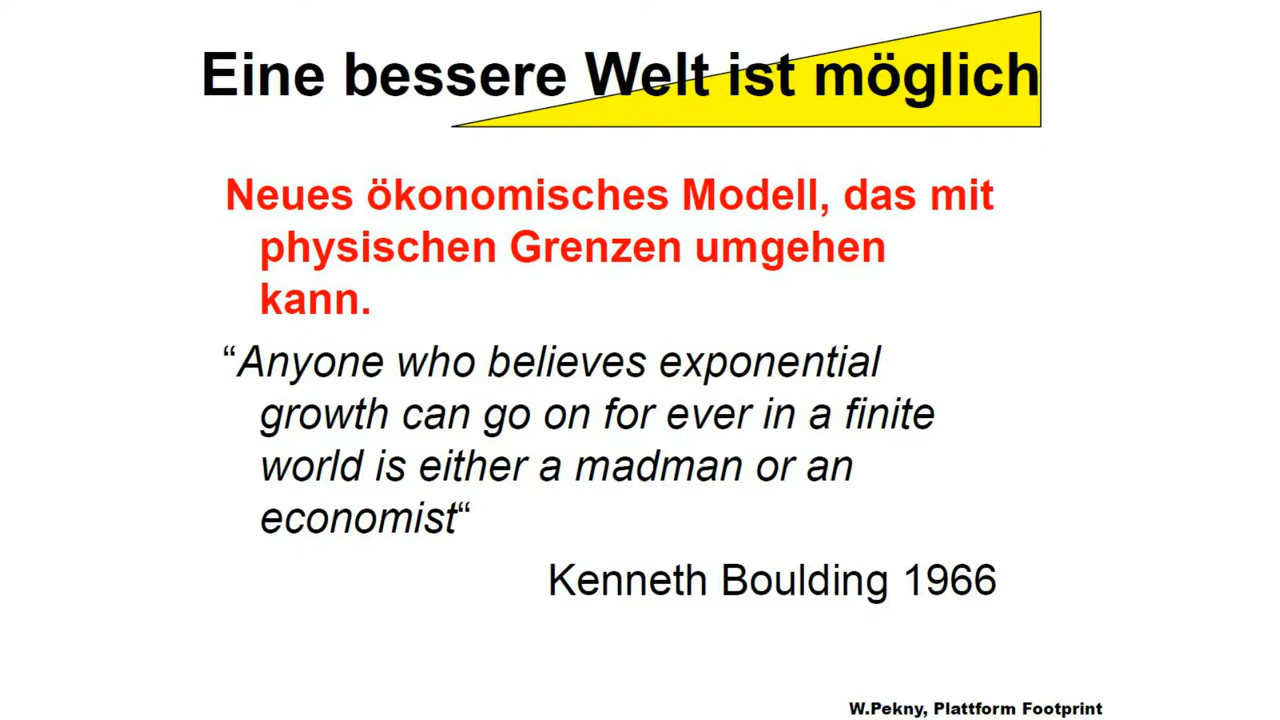 Eine bessere Welt ist möglich
Neues ökonomisches Modell, das mit
physischen Grenzen umgehen
kann.
“Anyone who believes exponential
growth can go on for ever in a finite
world is either a madman or an
economist“
Kenneth Boulding 1966
W.Pekny, Plattform Footprint